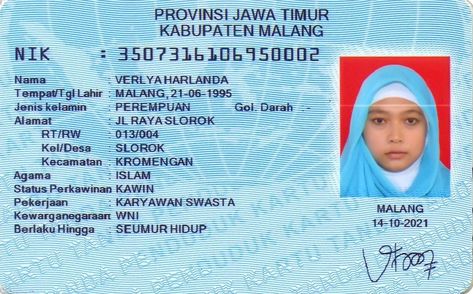 PROVINSI JAWA TIMUR
KABUPATEN MALANG
NIK : 3507316106950002
Nama : VERLYA HARLANDA
Tempat/Tgl Lahir : MALANG, 21-06-1995
Jenis kelamin : PEREMPUAN Gol. Darah :-
Alamat : JL RAYA SLOROK
RT/RW : 013/004
Kel/Desa : SLOROK
Kecamatan : KROMENGAN
Agama : ISLAM
Status Perkawinan: KAWIN
Pekerjaan : KARYAWAN SWASTA
Kewarganegaraan: WNI
Berlaku Hingga : SEUMUR HIDUP
MALANG
14-10-2021